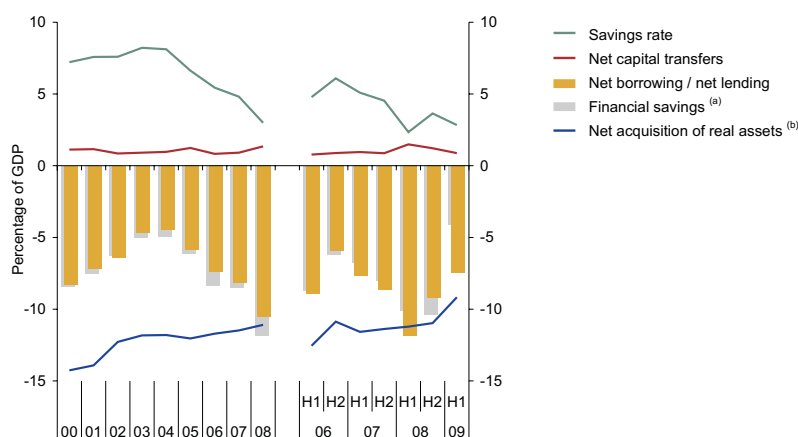 10
5
0
-5
-10
-15
Percentage of GDP
10
5
0
-5
-10
-15
Savings rate
Net capital transfers
Net borrowing / net lending
Financial savings (a)
Net acquisition of real assets (b)
H1 H2 H1 H2 H1 H2 H1
00 01 02 03 04 05 06 07 08 06 07 08 09